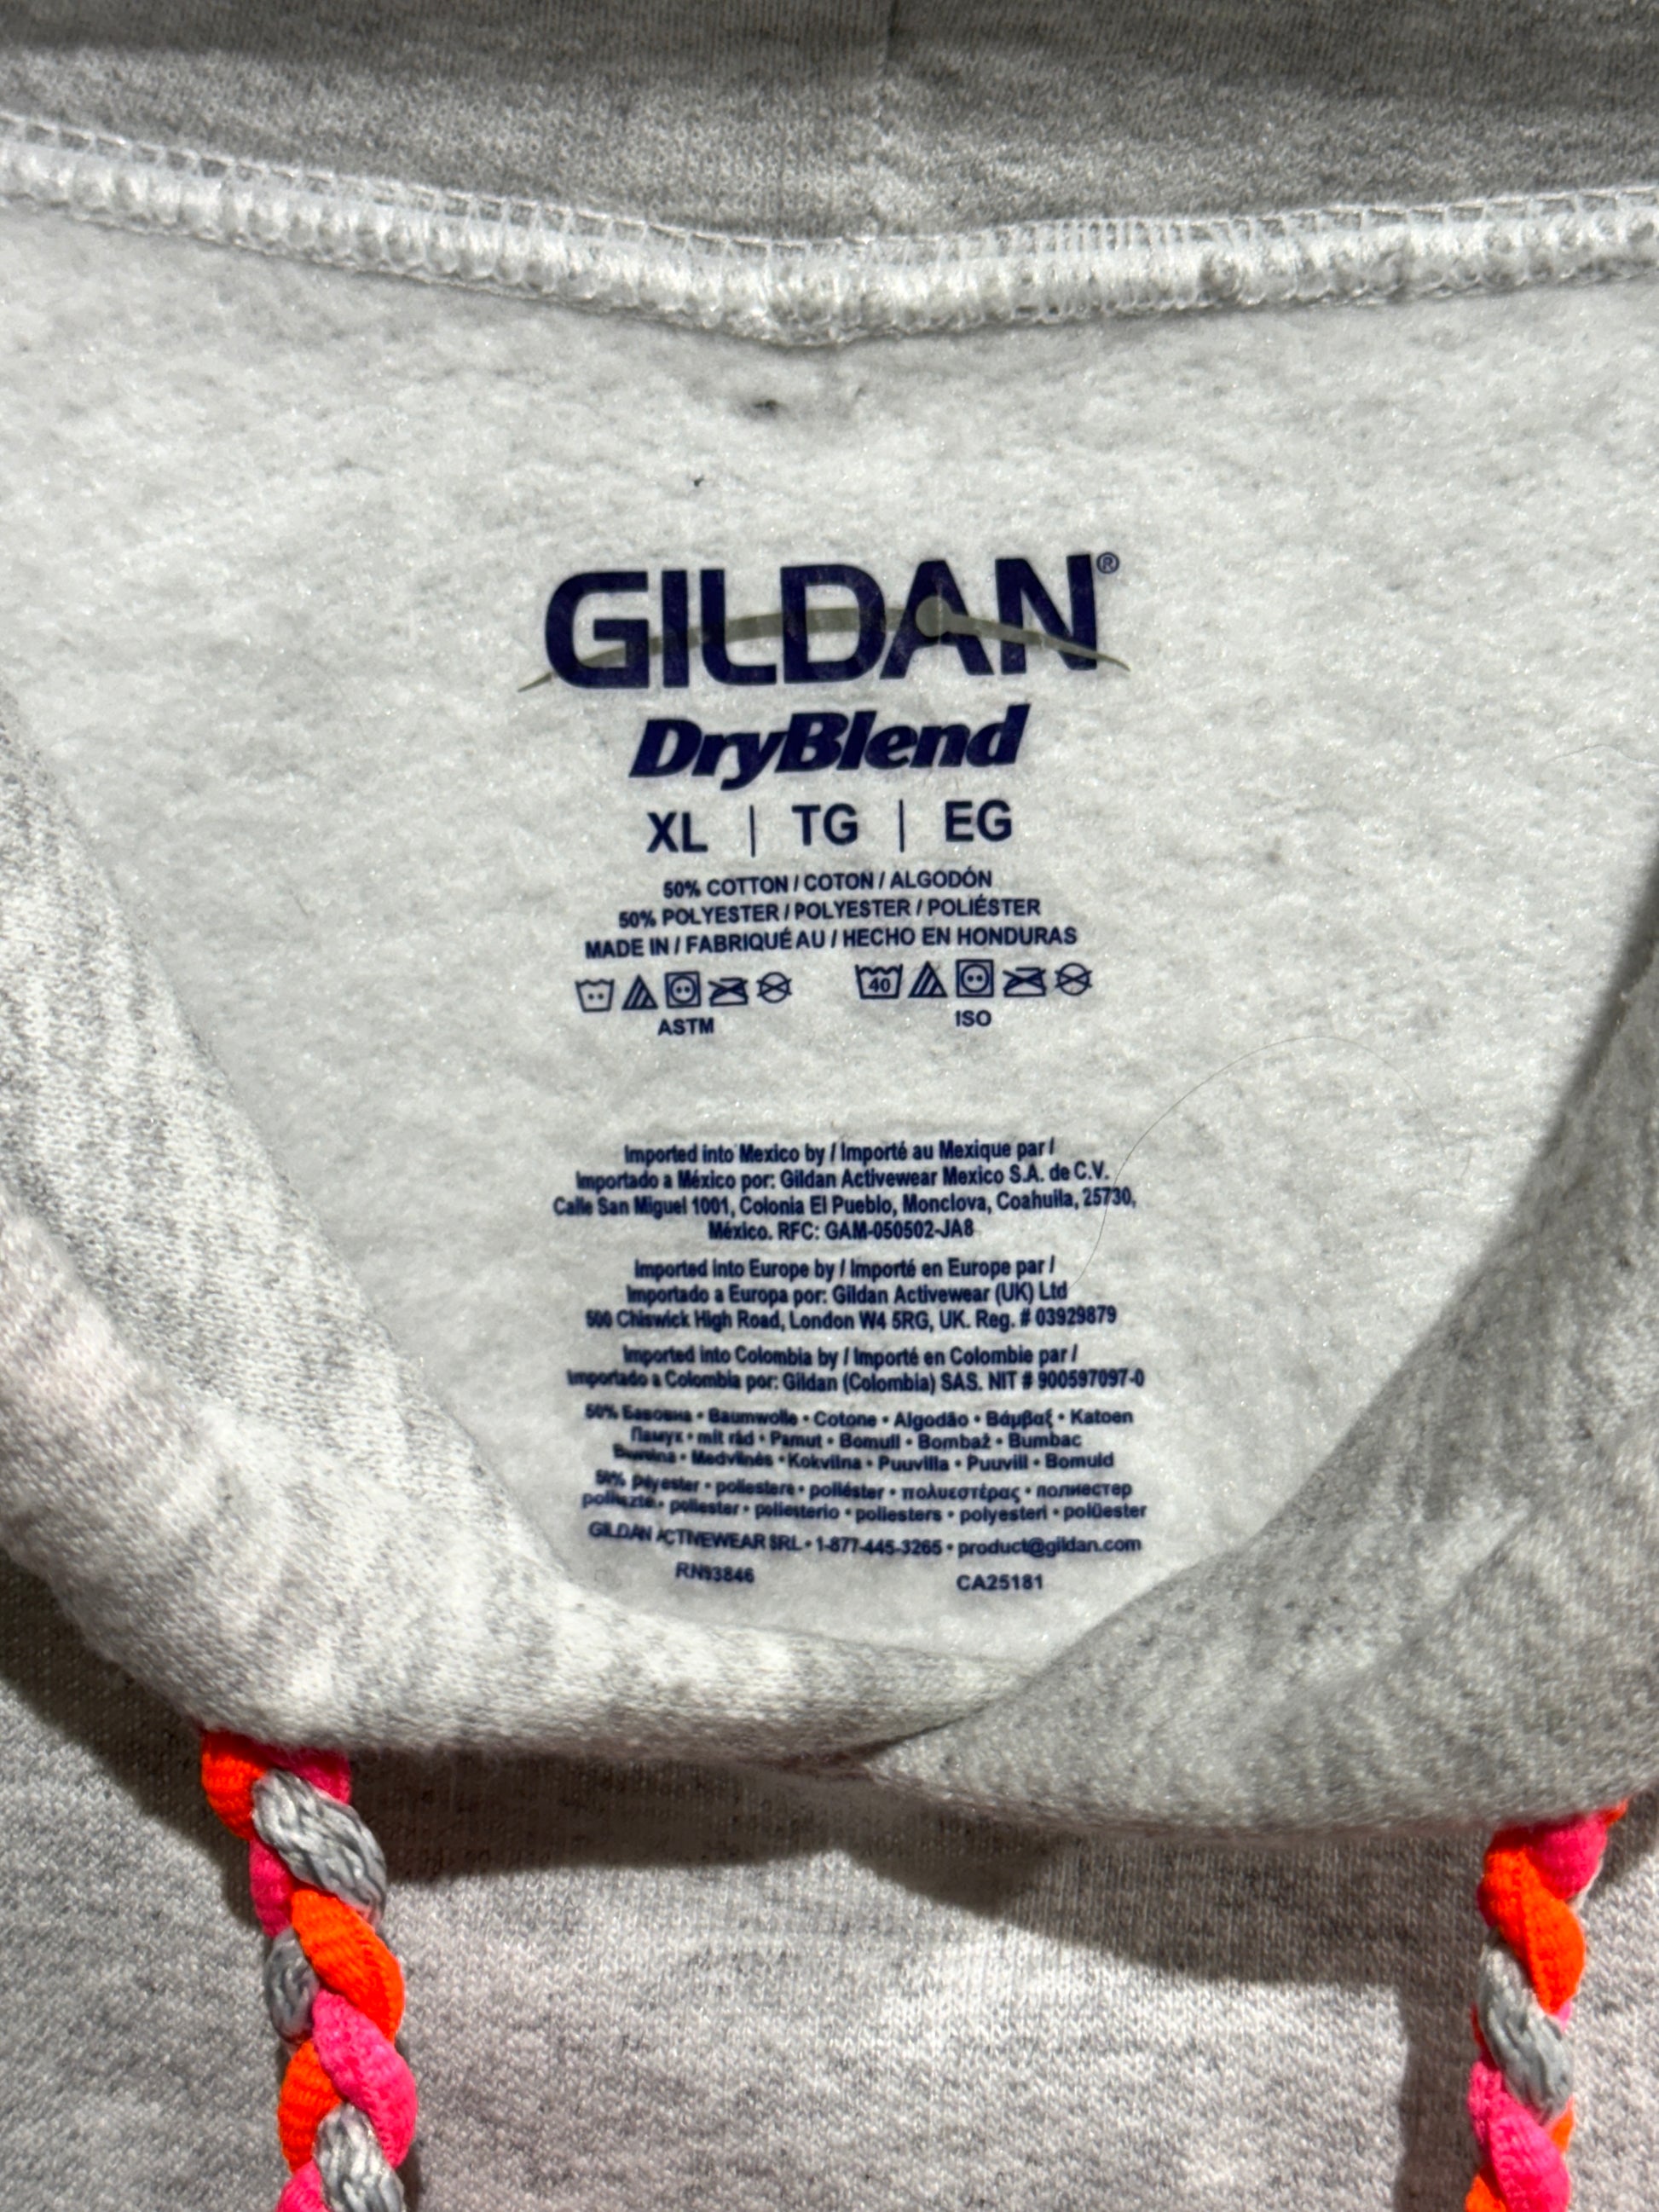 GILDAN®
DryBlend
XL | TG | EG
50% COTTON / COTON / ALGODÓN
50% POLYESTER / POLYESTER / POLIÉSTER
MADE IN / FABRIQUÉ AU / HECHO EN HONDURAS
40
ASTM ISO
Imported into Mexico by / Importé au Mexique par /
Importado a México por: Gildan Activewear Mexico S.A. de C.V.
Calle San Miguel 1001, Colonia El Pueblo, Monclova, Coahuila, 25730,
México. RFC: GAM-050502-JA8
Imported into Europe by / Importé en Europe par /
Importado a Europa por: Gildan Activewear (UK) Ltd
500 Chiswick High Road, London W4 5RG, UK. Reg. # 03929879
Imported into Colombia by / Importé en Colombie par /
Importado a Colombia por: Gildan (Colombia) SAS. NIT # 900597097-0
50% Бавовна • Baumwolle • Cotone • Algodão • Βάμβαξ • Katoen
Памук • mit rád • Pamut • Bomull • Bombaž • Bumbac
• Medvilnės • Kokvilna • Puuvilla • Puuvill • Bomuld
50% • poliestere • poliéster • πολυεστέρας • полиестер
• poliester • poliesterio • poliesters • polyesteri • polüester
GILDAN ACTIVEWEAR SRL • 1-877-445-3265 • product@gildan.com
RN93846 CA25181